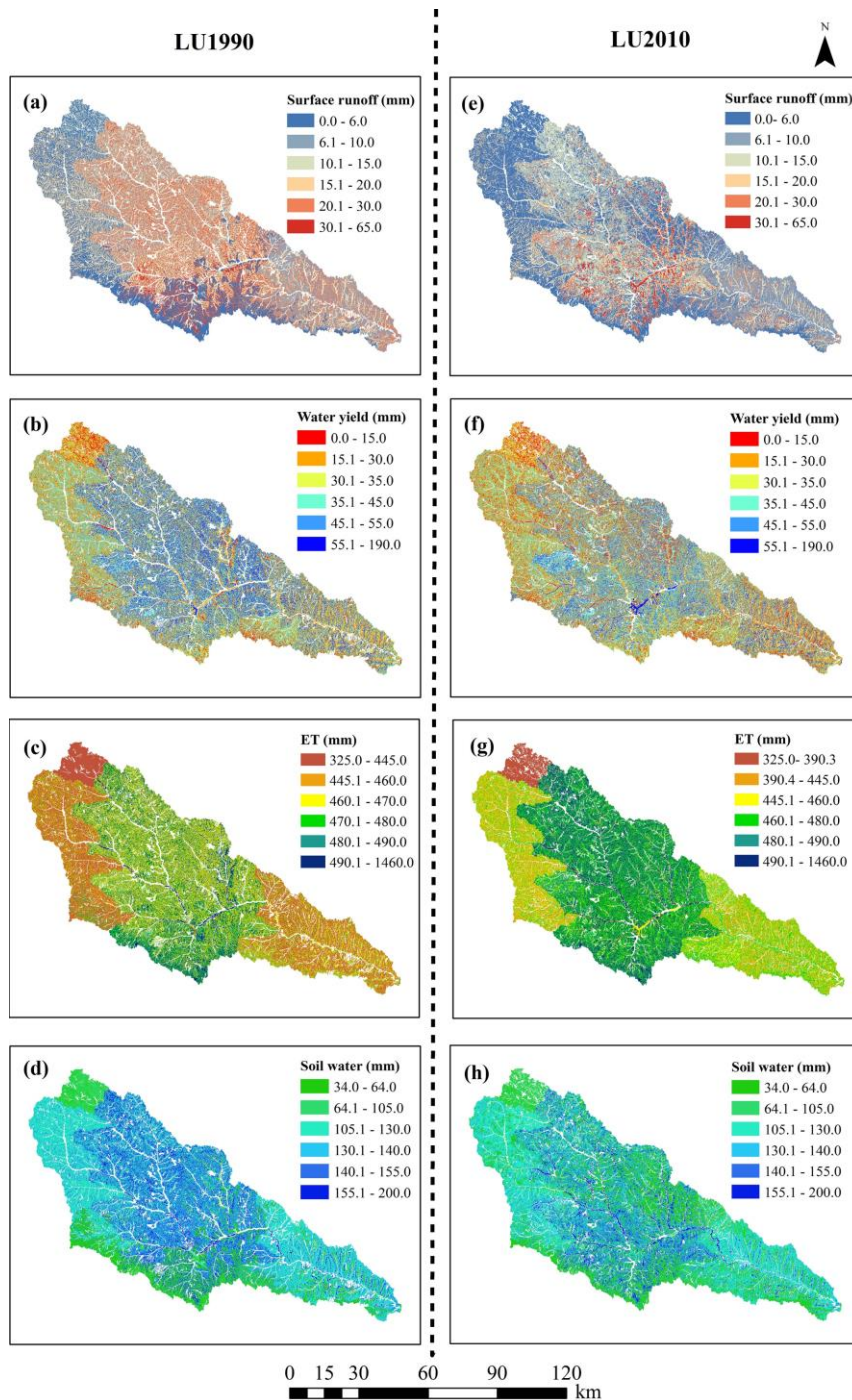 LU1990
LU2010
N
(a)
Surface runoff (mm)
0.0 - 6.0
6.1 - 10.0
10.1 - 15.0
15.1 - 20.0
20.1 - 30.0
30.1 - 65.0
(e)
Surface runoff (mm)
0.0- 6.0
6.1 - 10.0
10.1 - 15.0
15.1 - 20.0
20.1 - 30.0
30.1 - 65.0
(b)
Water yield (mm)
0.0 - 15.0
15.1 - 30.0
30.1 - 35.0
35.1 - 45.0
45.1 - 55.0
55.1 - 190.0
(f)
Water yield (mm)
0.0 - 15.0
15.1 - 30.0
30.1 - 35.0
35.1 - 45.0
45.1 - 55.0
55.1 - 190.0
(c)
ET (mm)
325.0 - 445.0
445.1 - 460.0
460.1 - 470.0
470.1 - 480.0
480.1 - 490.0
490.1 - 1460.0
(g)
ET (mm)
325.0- 390.3
390.4 - 445.0
445.1 - 460.0
460.1 - 480.0
480.1 - 490.0
490.1 - 1460.0
(d)
Soil water (mm)
34.0 - 64.0
64.1 - 105.0
105.1 - 130.0
130.1 - 140.0
140.1 - 155.0
155.1 - 200.0
(h)
Soil water (mm)
34.0 - 64.0
64.1 - 105.0
105.1 - 130.0
130.1 - 140.0
140.1 - 155.0
155.1 - 200.0
0 15 30 60 90 120
km